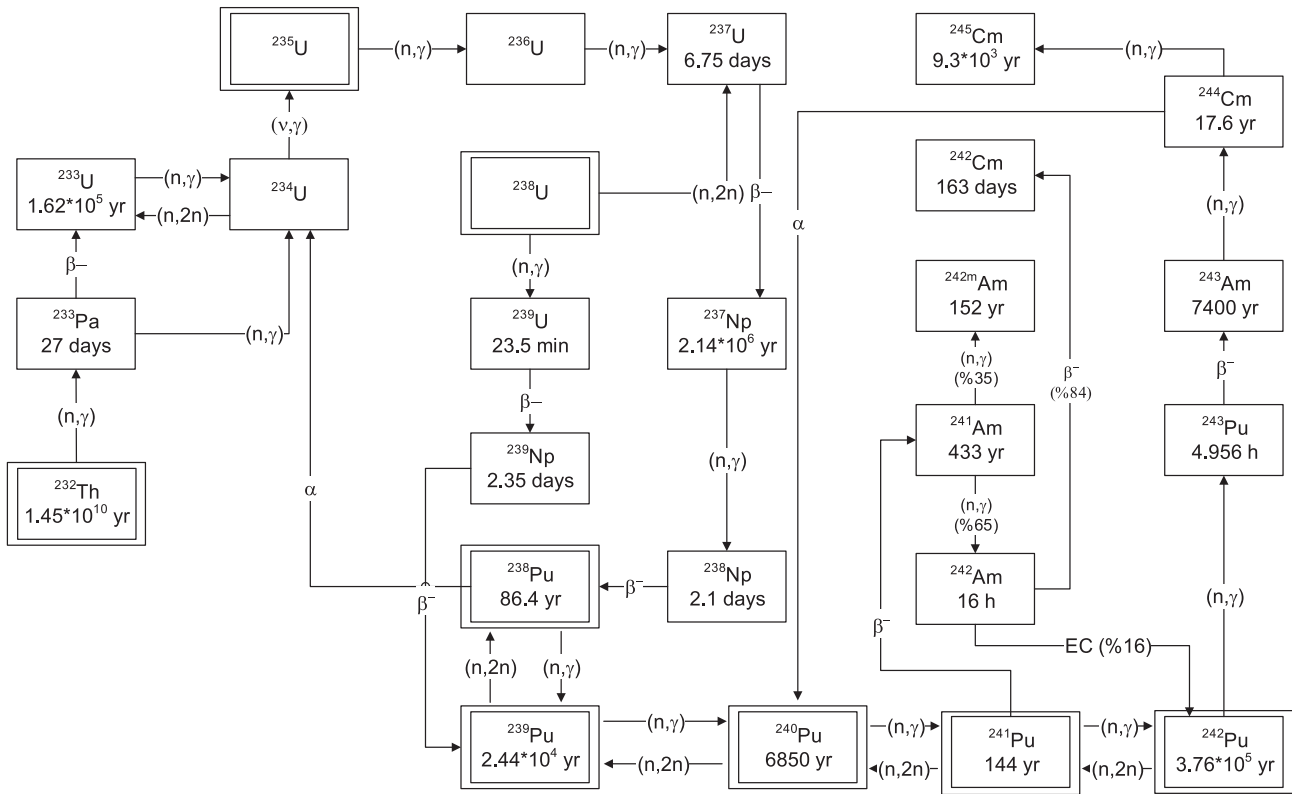 ²³⁵U
(n,γ)
²³⁶U
(n,γ)
²³⁷U
6.75 days
²⁴⁵Cm
9.3*10³ yr
(n,γ)
²⁴⁴Cm
17.6 yr
(ν,γ)
²³³U
1.62*10⁵ yr
(n,γ)
(n,2n)
²³⁴U
²³⁸U
(n,2n)
β–
²⁴²Cm
163 days
α
(n,γ)
β–
(n,γ)
²³³Pa
27 days
(n,γ)
²³⁹U
23.5 min
²³⁷Np
2.14*10⁶ yr
²⁴²ᵐAm
152 yr
²⁴³Am
7400 yr
(n,γ)
(%35)
β⁻
(%84)
β⁻
(n,γ)
β–
²⁴¹Am
433 yr
²⁴³Pu
4.956 h
²³²Th
1.45*10¹⁰ yr
α
²³⁹Np
2.35 days
(n,γ)
(n,γ)
(%65)
²³⁸Pu
86.4 yr
β⁻
²³⁸Np
2.1 days
²⁴²Am
16 h
(n,γ)
β⁻
β⁻
EC (%16)
(n,2n)
(n,γ)
²³⁹Pu
2.44*10⁴ yr
(n,γ)
(n,2n)
²⁴⁰Pu
6850 yr
(n,γ)
(n,2n)
²⁴¹Pu
144 yr
(n,γ)
(n,2n)
²⁴²Pu
3.76*10⁵ yr